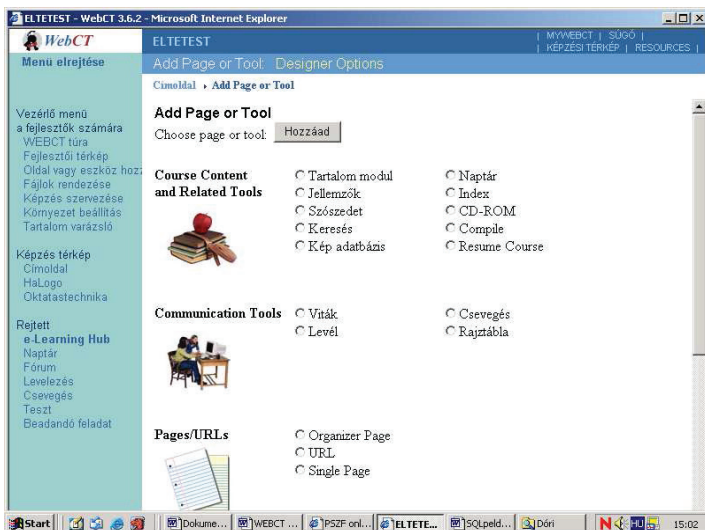 ELTETEST - WebCT 3.6.2 - Microsoft Internet Explorer
WebCT
ELTETEST
| MYWEBCT | SÚGÓ |
| KÉPZÉSI TÉRKÉP | RESOURCES |
Menü elrejtése
Add Page or Tool: Designer Options
Címoldal › Add Page or Tool
Vezérlő menü
a fejlesztők számára
WEBCT túra
Fejlesztői térkép
Oldal vagy eszköz hozz
Fájlok rendezése
Képzés szervezése
Környezet beállítás
Tartalom varázsló
Képzés térkép
Címoldal
HaLogo
Oktatastechnika
Rejtett
e-Learning Hub
Naptár
Fórum
Levelezés
Csevegés
Teszt
Beadandó feladat
Add Page or Tool
Choose page or tool: Hozzáad
Course Content
and Related Tools
Tartalom modul
Jellemzők
Szószedet
Keresés
Kép adatbázis
Naptár
Index
CD-ROM
Compile
Resume Course
Communication Tools
Viták
Levél
Csevegés
Rajztábla
Pages/URLs
Organizer Page
URL
Single Page
Start
Dokume...
WEBCT ...
PSZF onl...
ELTETE...
SQLpeld...
Dóri
N
HU
15:02